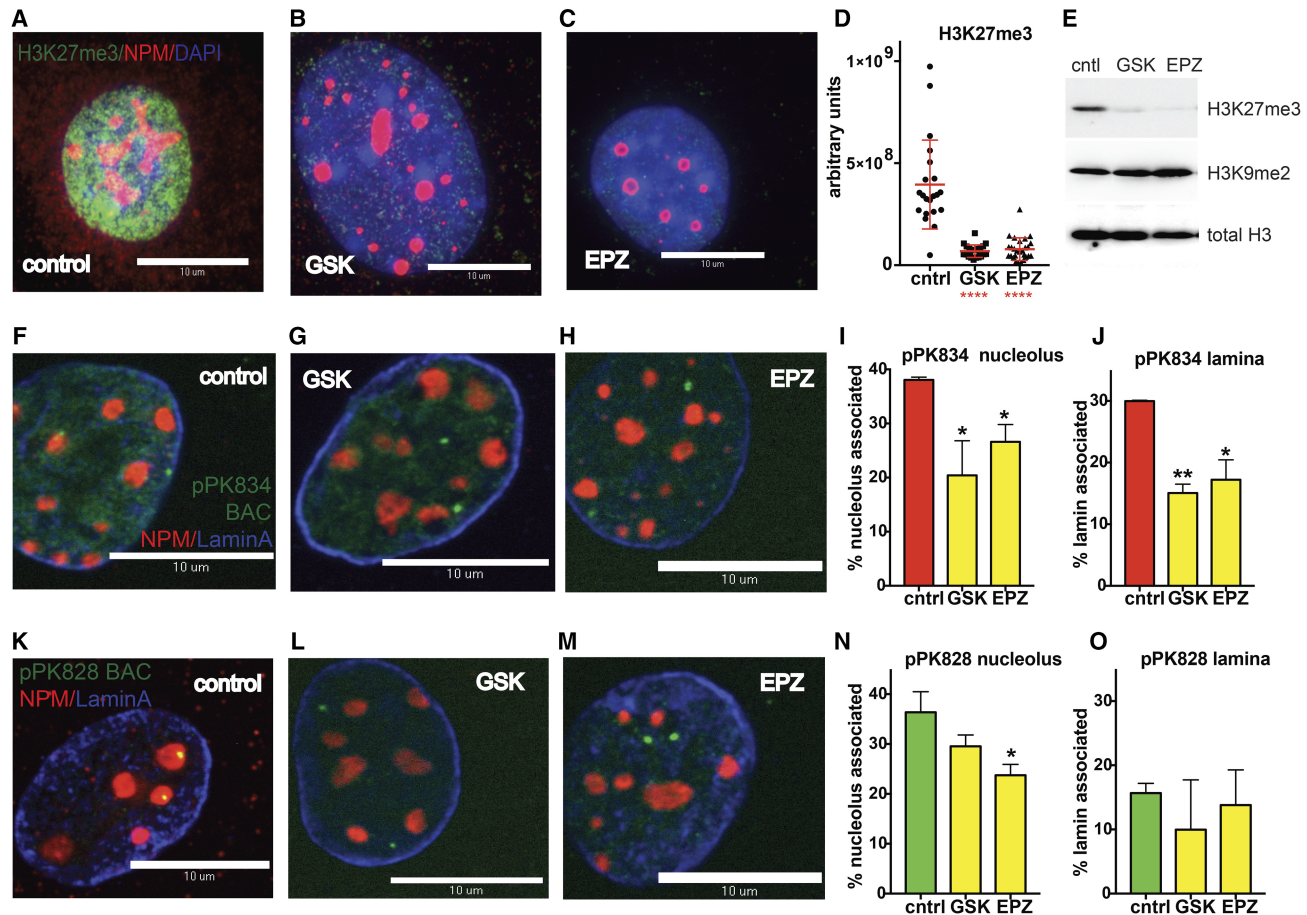 A
H3K27me3/NPM/DAPI
control
10 um
B
GSK
10 um
C
EPZ
10 um
D
H3K27me3
arbitrary units
1×10⁹
5×10⁸
0
cntrl GSK EPZ
**** ****
E
cntl GSK EPZ
H3K27me3
H3K9me2
total H3
F
control
pPK834
BAC
NPM/LaminA
10 um
G
GSK
10 um
H
EPZ
10 um
I
pPK834 nucleolus
% nucleolus associated
40
30
20
10
0
* *
cntrl GSK EPZ
J
pPK834 lamina
% lamin associated
30
20
10
0
** *
cntrl GSK EPZ
K
pPK828 BAC
NPM/LaminA
control
10 um
L
GSK
10 um
M
EPZ
10 um
N
pPK828 nucleolus
% nucleolus associated
40
30
20
10
0
*
cntrl GSK EPZ
O
pPK828 lamina
% lamin associated
30
20
10
0
cntrl GSK EPZ